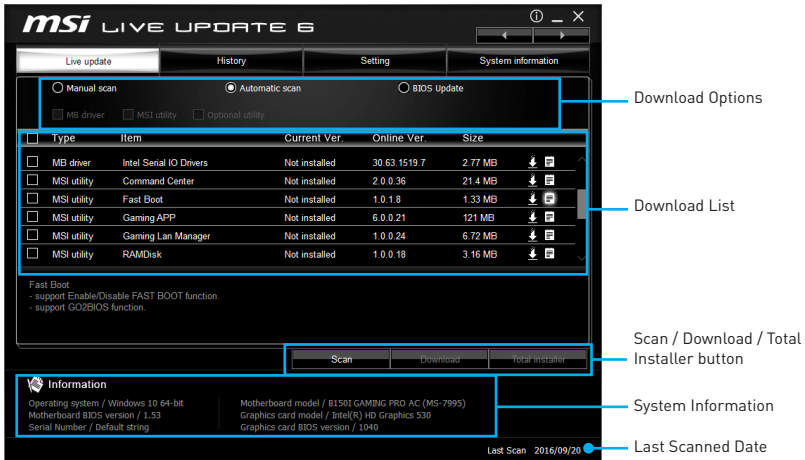 msi LIVE UPDATE 6
Live update
History
Setting
System information
Manual scan
Automatic scan
BIOS Update
MB driver
MSI utility
Optional utility
Download Options
Type Item Current Ver. Online Ver. Size
MB driver Intel Serial IO Drivers Not installed 30.63.1519.7 2.77 MB
MSI utility Command Center Not installed 2.0.0.36 21.4 MB
MSI utility Fast Boot Not installed 1.0.1.8 1.33 MB
MSI utility Gaming APP Not installed 6.0.0.21 121 MB
MSI utility Gaming Lan Manager Not installed 1.0.0.24 6.72 MB
MSI utility RAMDisk Not installed 1.0.0.18 3.16 MB
Download List
Fast Boot
- support Enable/Disable FAST BOOT function.
- support GO2BIOS function.
Scan
Download
Total Installer
Scan / Download / Total
Installer button
Information
Operating system / Windows 10 64-bit
Motherboard BIOS version / 1.53
Serial Number / Default string
Motherboard model / B150I GAMING PRO AC (MS-7995)
Graphics card model / Intel(R) HD Graphics 530
Graphics card BIOS version / 1040
System Information
Last Scan 2016/09/20
Last Scanned Date